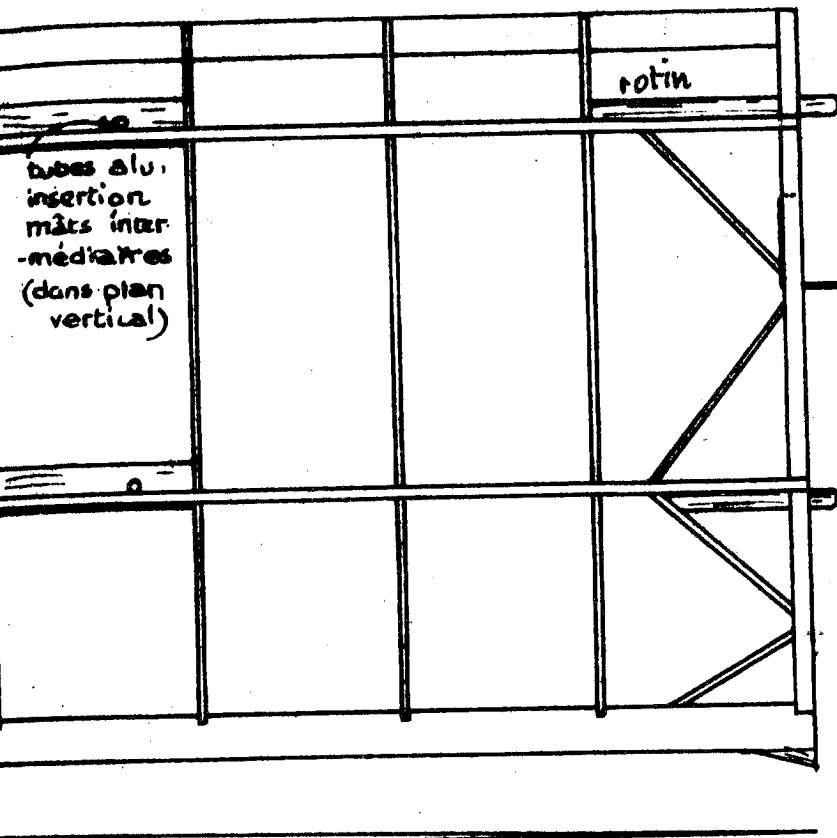 rotin
tubes alu.
insertion
mâts inter-
-médiaires
(dans plan
vertical)